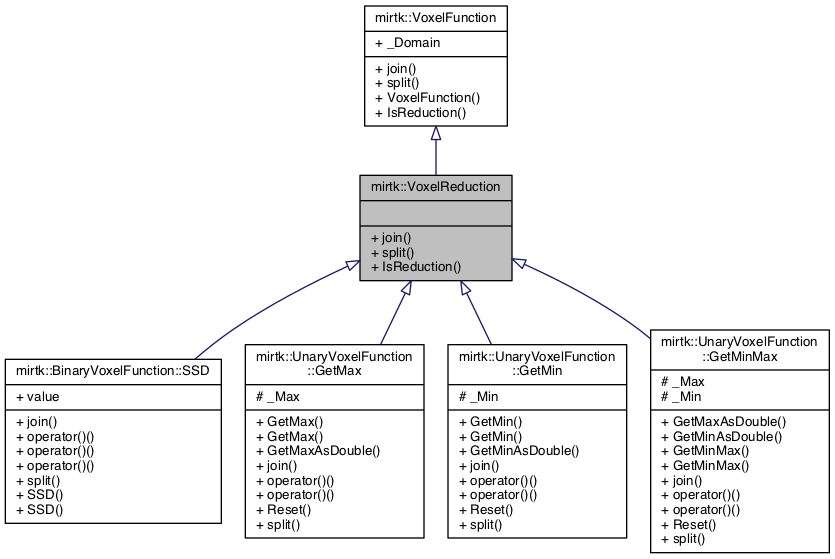 mirtk::VoxelFunction
+ _Domain
+ join()
+ split()
+ VoxelFunction()
+ IsReduction()
mirtk::VoxelReduction
+ join()
+ split()
+ IsReduction()
mirtk::BinaryVoxelFunction::SSD
+ value
+ join()
+ operator()()
+ operator()()
+ operator()()
+ split()
+ SSD()
+ SSD()
mirtk::UnaryVoxelFunction
::GetMax
# _Max
+ GetMax()
+ GetMax()
+ GetMaxAsDouble()
+ join()
+ operator()()
+ operator()()
+ Reset()
+ split()
mirtk::UnaryVoxelFunction
::GetMin
# _Min
+ GetMin()
+ GetMin()
+ GetMinAsDouble()
+ join()
+ operator()()
+ operator()()
+ Reset()
+ split()
mirtk::UnaryVoxelFunction
::GetMinMax
# _Max
# _Min
+ GetMaxAsDouble()
+ GetMinAsDouble()
+ GetMinMax()
+ GetMinMax()
+ join()
+ operator()()
+ operator()()
+ Reset()
+ split()